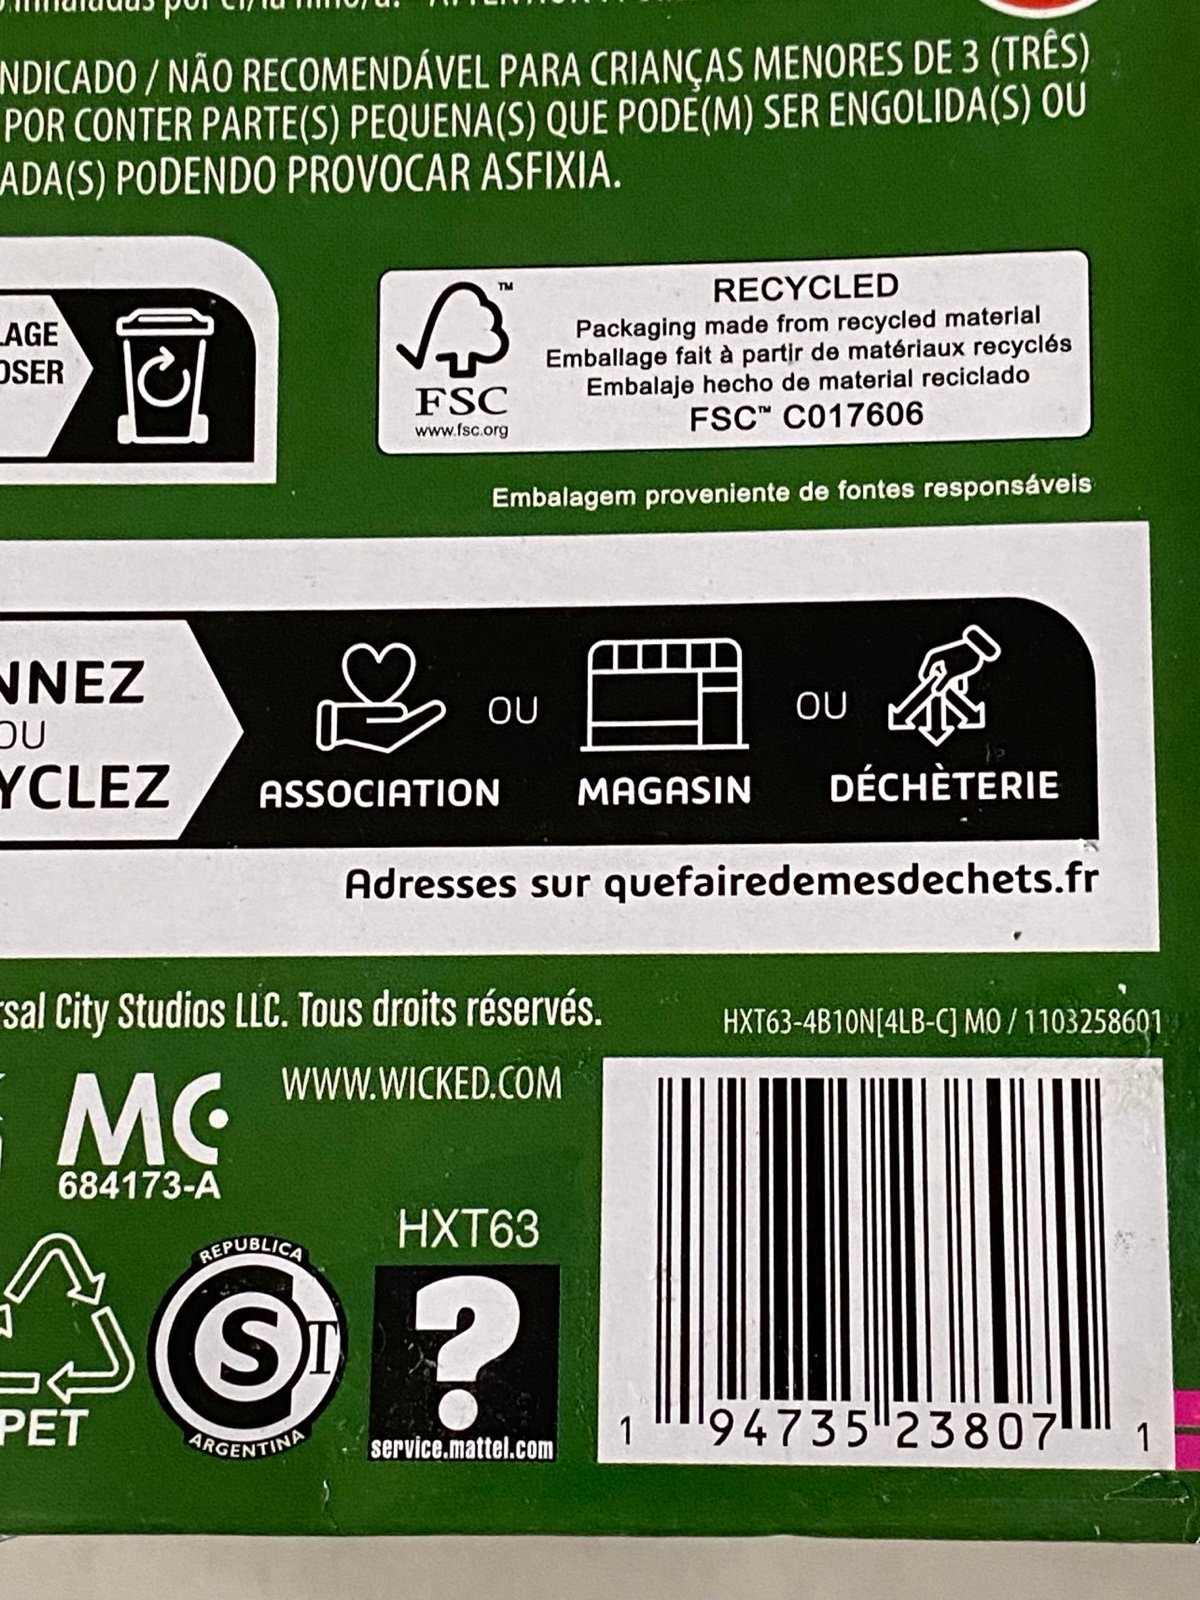 NDICADO / NÃO RECOMENDÁVEL PARA CRIANÇAS MENORES DE 3 (TRÊS)
POR CONTER PARTE(S) PEQUENA(S) QUE PODE(M) SER ENGOLIDA(S) OU
ADA(S) PODENDO PROVOCAR ASFIXIA.
LAGE
OSER
TM
FSC
www.fsc.org
RECYCLED
Packaging made from recycled material
Emballage fait à partir de matériaux recyclés
Embalaje hecho de material reciclado
FSC™ C017606
Embalagem proveniente de fontes responsáveis
NNEZ
OU
YCLEZ
ASSOCIATION OU MAGASIN OU DÉCHÈTERIE
Adresses sur quefairedemesdechets.fr
rsal City Studios LLC. Tous droits réservés.
HXT63-4B10N[4LB-C] MO / 1103258601
WWW.WICKED.COM
MC
684173-A
HXT63
REPUBLICA
S T
ARGENTINA
PET
?
service.mattel.com
1 94735 23807 1